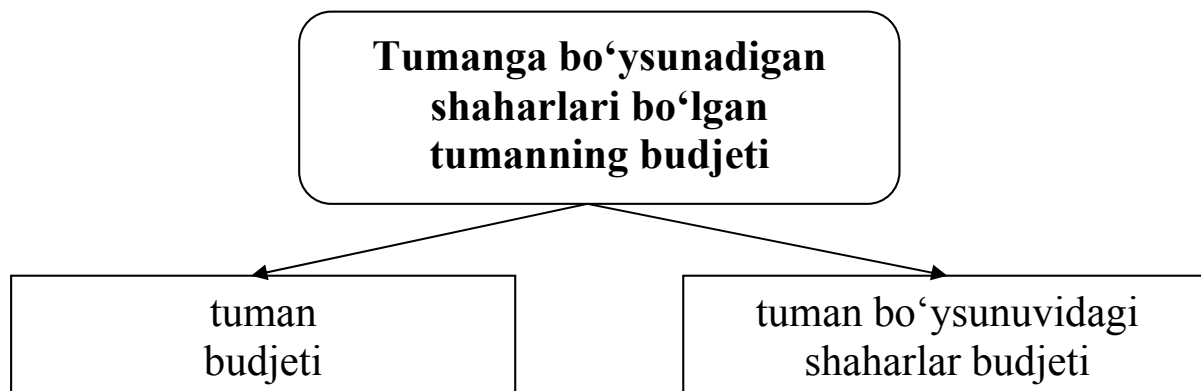 Tumanga bo‘ysunadigan
shaharlari bo‘lgan
tumanning budjeti
tuman
budjeti
tuman bo‘ysunuvidagi
shaharlar budjeti